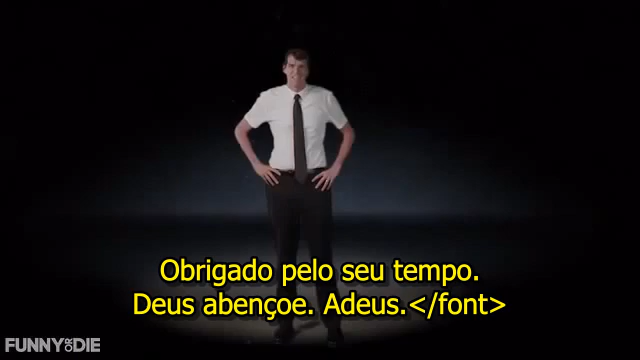 Obrigado pelo seu tempo.
Deus abençoe. Adeus.</font>
FUNNY OR DIE